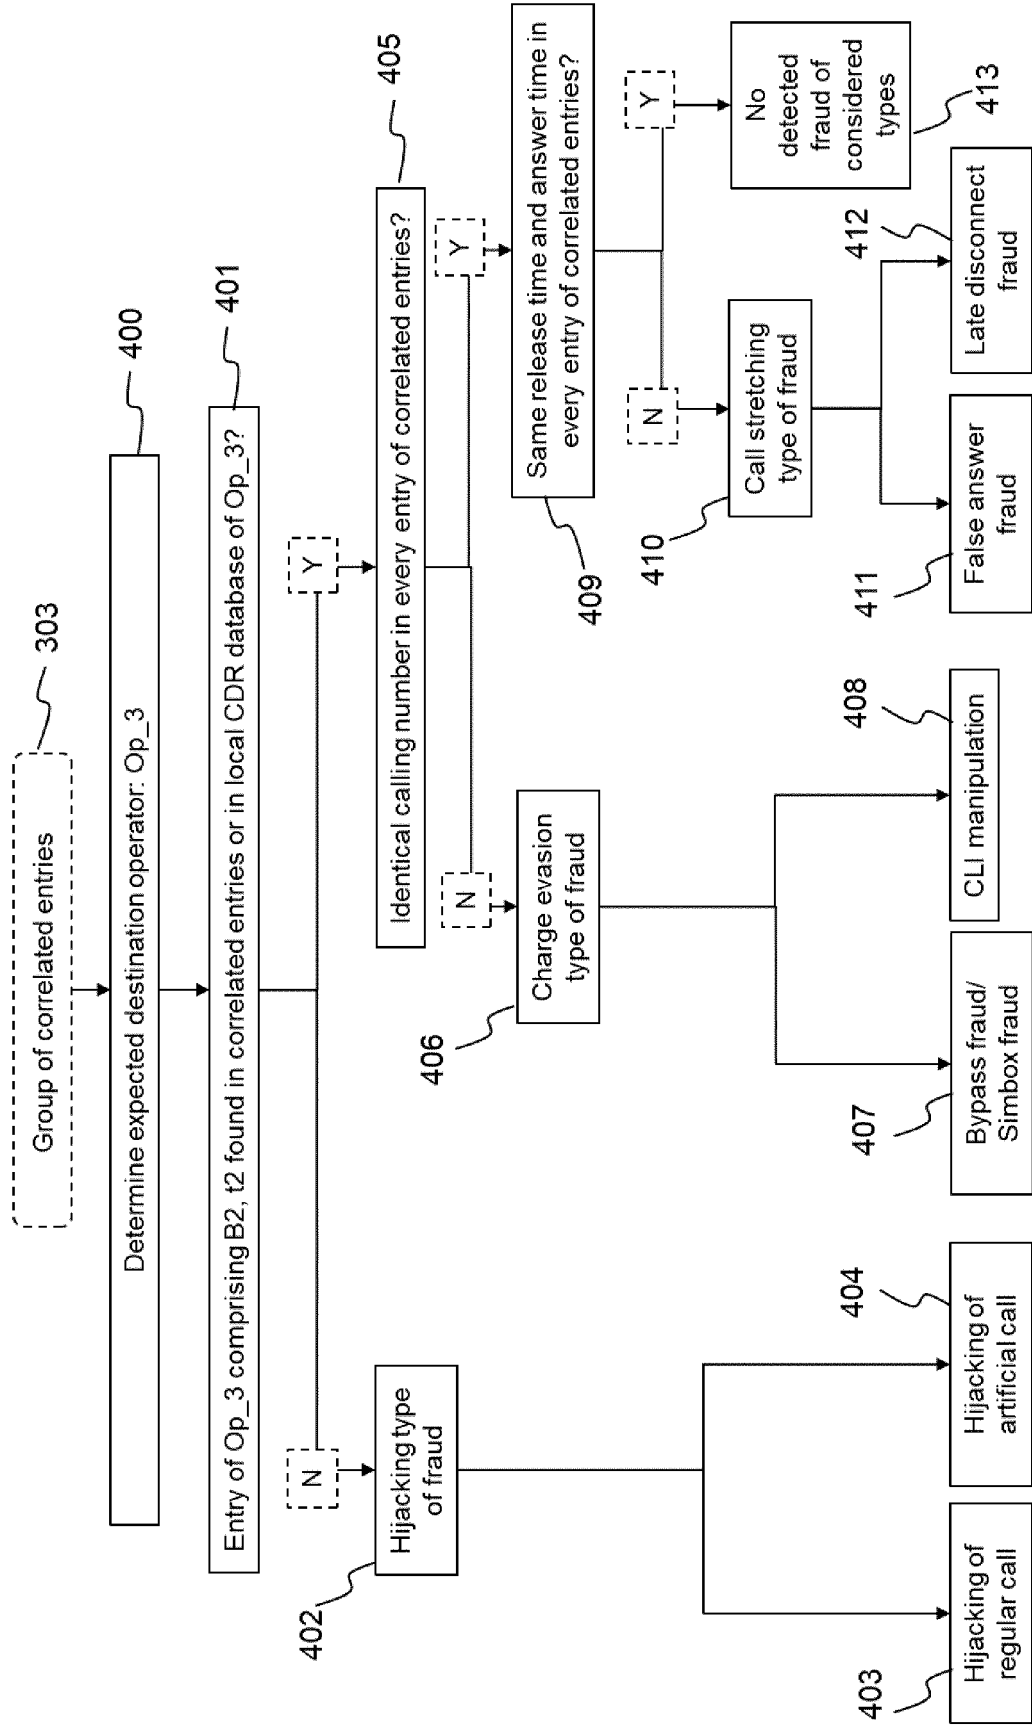 Group of correlated entries
303
Determine expected destination operator: Op_3
400
Entry of Op_3 comprising B2, t2 found in correlated entries or in local CDR database of Op_3?
401
N
Y
Hijacking type
of fraud
402
Identical calling number in every entry of correlated entries?
405
N
Y
Charge evasion
type of fraud
406
Same release time and answer time in
every entry of correlated entries?
409
N
Y
Call stretching
type of fraud
410
No
detected
fraud of
considered
types
413
Hijacking of
regular call
403
Hijacking of
artificial call
404
Bypass fraud/
Simbox fraud
407
CLI manipulation
408
False answer
fraud
411
Late disconnect
fraud
412